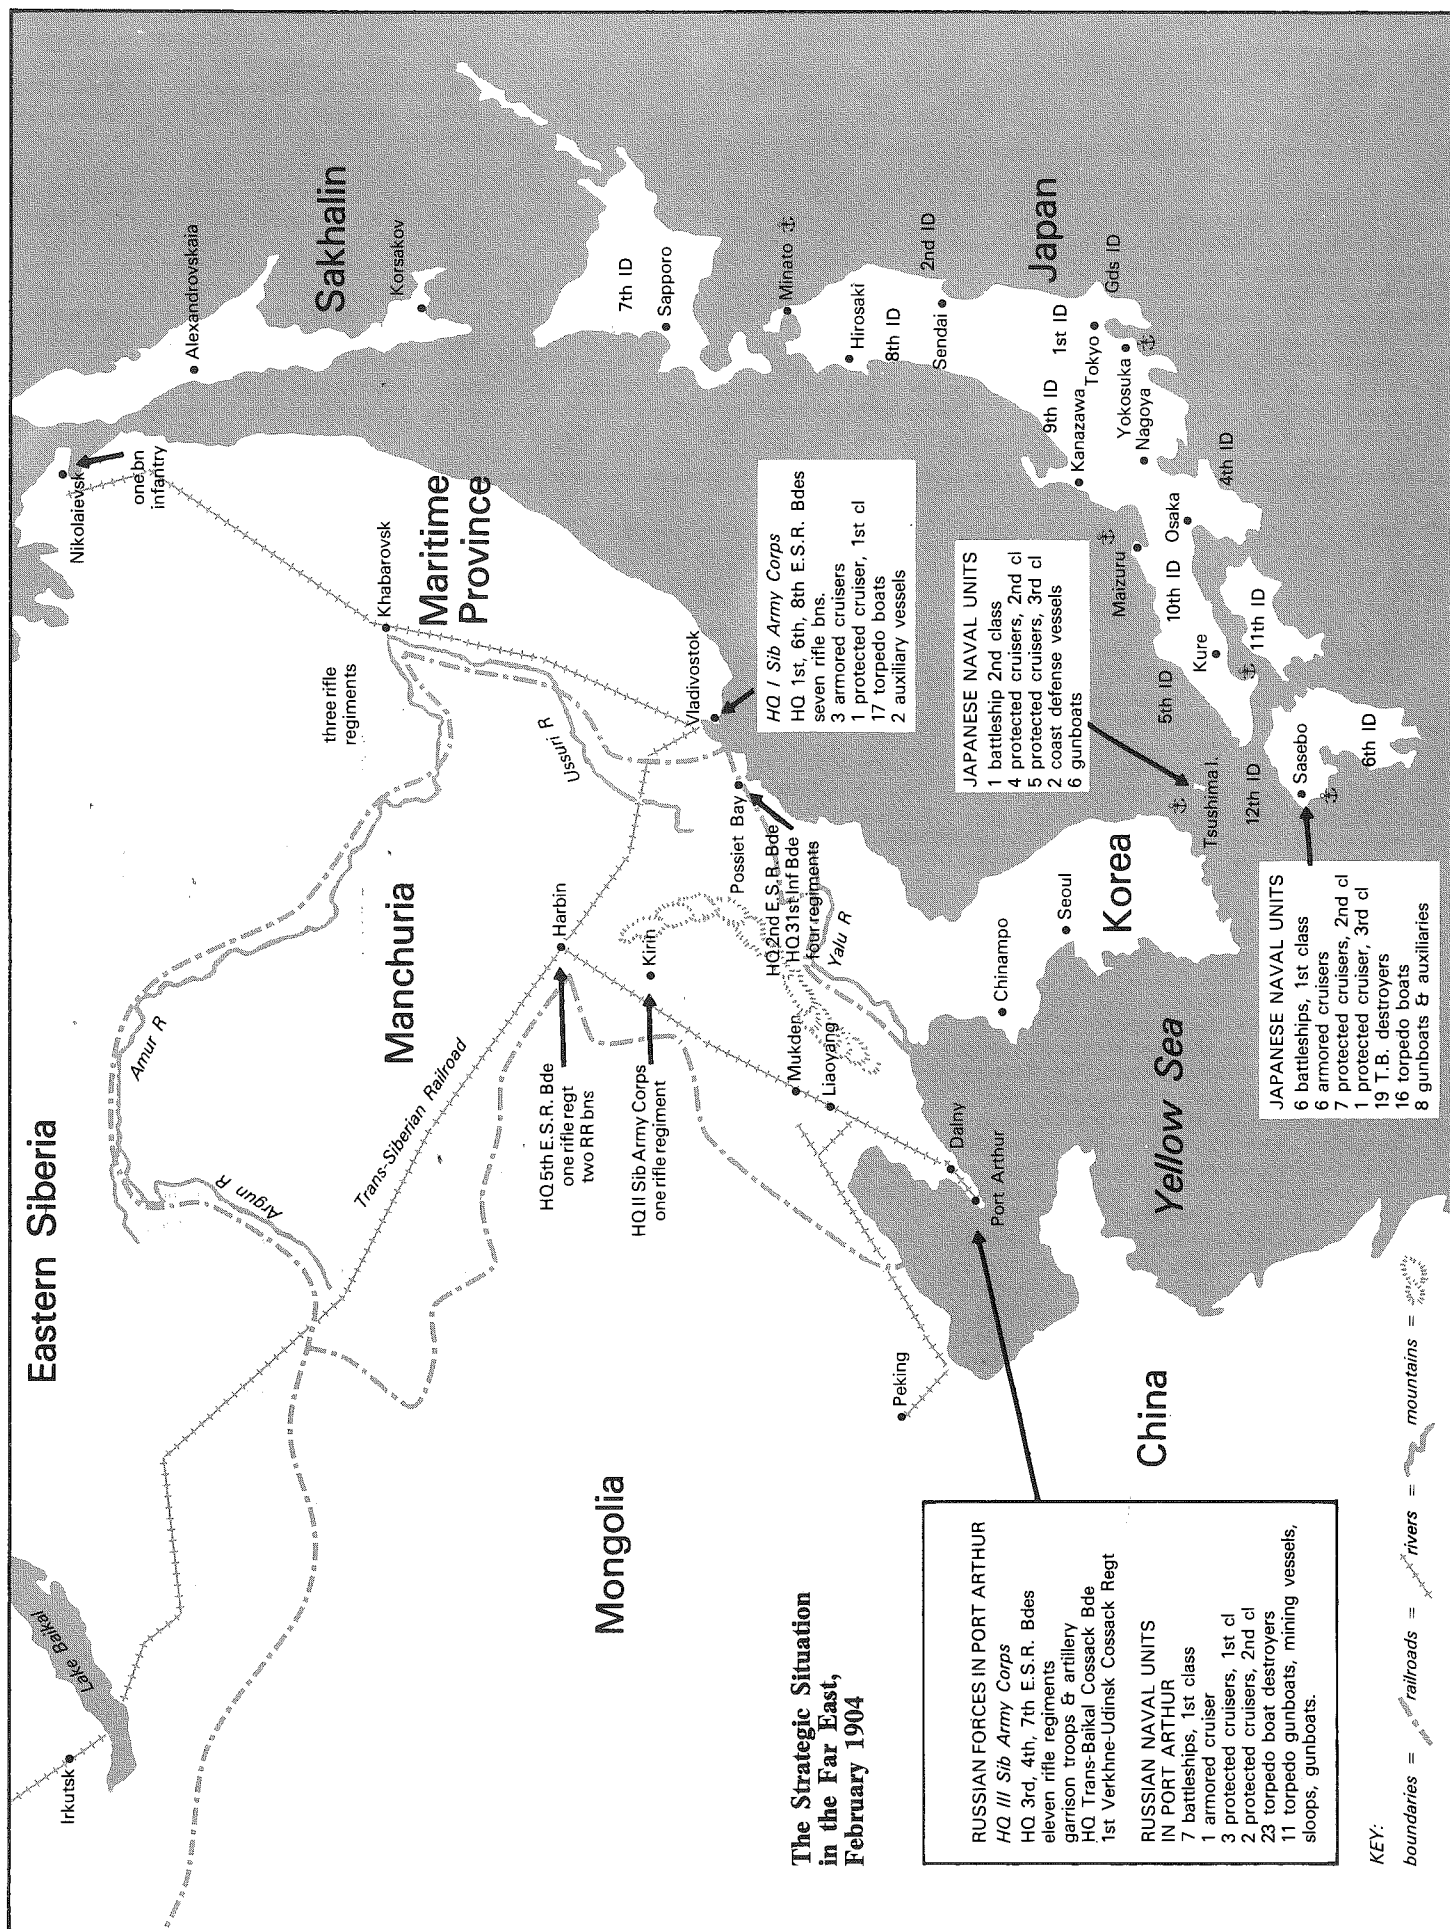 The Strategic Situation
in the Far East,
February 1904
Eastern Siberia
Sakhalin
Alexandrovskaia
Korsakov
Nikolaievsk
one bn
infantry
Khabarovsk
Maritime
Province
three rifle
regiments
Amur R
Argun R
Ussuri R
Lake Baikal
Irkutsk
Trans-Siberian Railroad
Manchuria
Harbin
HQ 5th E.S.R. Bde
one rifle regt
two RR bns
Kirin
HQ II Sib Army Corps
one rifle regiment
Mongolia
Vladivostok
HQ I Sib Army Corps
HQ 1st, 6th, 8th E.S.R. Bdes
seven rifle bns.
3 armored cruisers
1 protected cruiser, 1st cl
17 torpedo boats
2 auxiliary vessels
Possiet Bay
HQ 2nd E.S.R. Bde
HQ 31st Inf Bde
four regiments
Yalu R
Mukden
Liaoyang
Dalny
Port Arthur
Peking
China
Yellow Sea
Korea
Chinampo
Seoul
7th ID
Sapporo
Minato
Hirosaki
8th ID
Sendai
2nd ID
Japan
Gds ID
1st ID
Tokyo
9th ID
Kanazawa
Yokosuka
Nagoya
4th ID
Osaka
Maizuru
10th ID
11th ID
Kure
5th ID
Tsushima I.
12th ID
Sasebo
6th ID
JAPANESE NAVAL UNITS
1 battleship 2nd class
4 protected cruisers, 2nd cl
5 protected cruisers, 3rd cl
2 coast defense vessels
6 gunboats
JAPANESE NAVAL UNITS
6 battleships, 1st class
6 armored cruisers
7 protected cruisers, 2nd cl
1 protected cruiser, 3rd cl
19 T.B. destroyers
16 torpedo boats
8 gunboats & auxiliaries
RUSSIAN FORCES IN PORT ARTHUR
HQ III Sib Army Corps
HQ 3rd, 4th, 7th E.S.R. Bdes
eleven rifle regiments
garrison troops & artillery
HQ Trans-Baikal Cossack Bde
1st Verkhne-Udinsk Cossack Regt
RUSSIAN NAVAL UNITS
IN PORT ARTHUR
7 battleships, 1st class
1 armored cruiser
3 protected cruisers, 1st cl
2 protected cruisers, 2nd cl
23 torpedo boat destroyers
11 torpedo gunboats, mining vessels,
sloops, gunboats.
KEY:
boundaries = railroads = rivers = mountains =